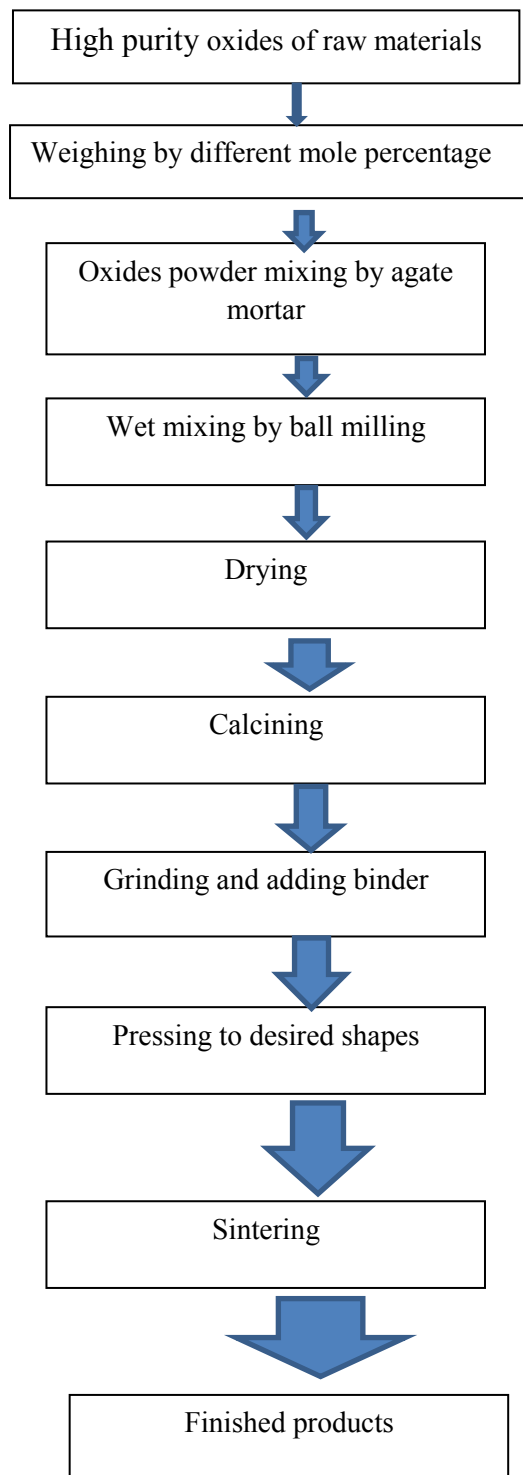 High purity oxides of raw materials
Weighing by different mole percentage
Oxides powder mixing by agate
mortar
Wet mixing by ball milling
Drying
Calcining
Grinding and adding binder
Pressing to desired shapes
Sintering
Finished products